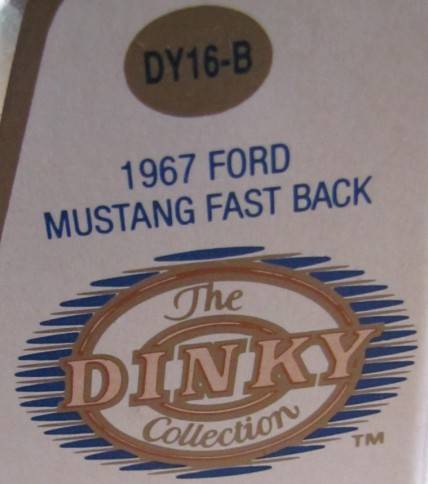 DY16-B
1967 FORD
MUSTANG FAST BACK
The
DINKY
Collection
TM